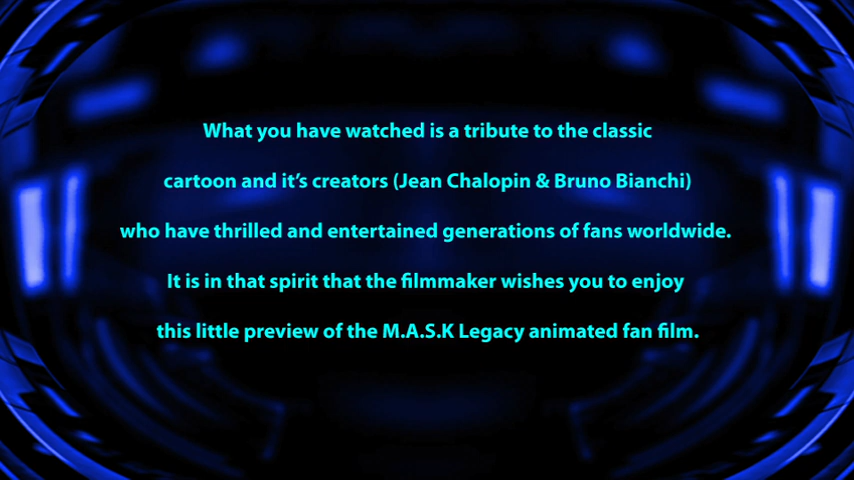 What you have watched is a tribute to the classic
cartoon and it’s creators (Jean Chalopin & Bruno Bianchi)
who have thrilled and entertained generations of fans worldwide.
It is in that spirit that the filmmaker wishes you to enjoy
this little preview of the M.A.S.K Legacy animated fan film.